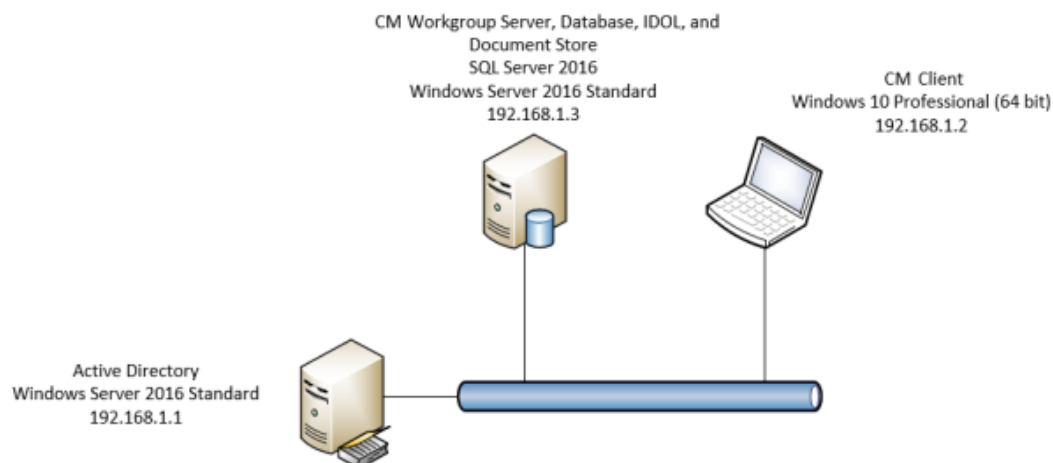 CM Workgroup Server, Database, IDOL, and
Document Store
SQL Server 2016
Windows Server 2016 Standard
192.168.1.3
CM Client
Windows 10 Professional (64 bit)
192.168.1.2
Active Directory
Windows Server 2016 Standard
192.168.1.1